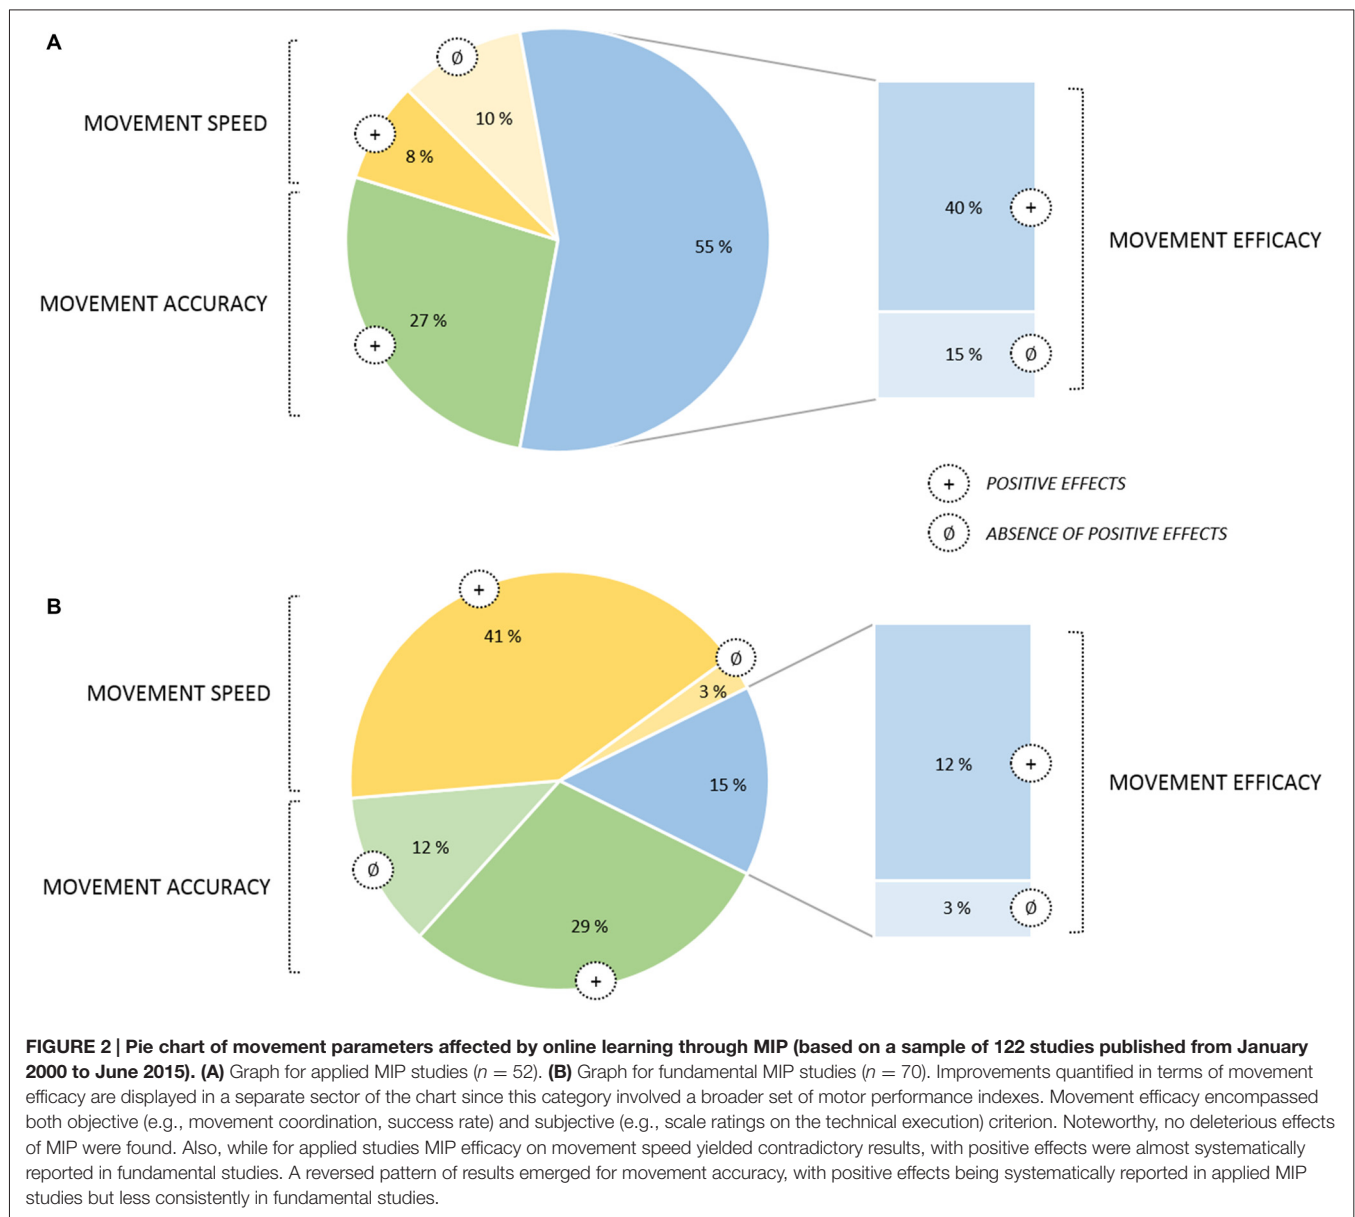 A
MOVEMENT SPEED
Ø
10 %
+
8 %
MOVEMENT ACCURACY
27 %
+
55 %
40 %
+
15 %
Ø
MOVEMENT EFFICACY
+ POSITIVE EFFECTS
Ø ABSENCE OF POSITIVE EFFECTS
B
MOVEMENT SPEED
+
41 %
Ø
3 %
MOVEMENT ACCURACY
12 %
Ø
29 %
+
15 %
12 %
+
3 %
Ø
MOVEMENT EFFICACY
FIGURE 2 | Pie chart of movement parameters affected by online learning through MIP (based on a sample of 122 studies published from January
2000 to June 2015). (A) Graph for applied MIP studies (n = 52). (B) Graph for fundamental MIP studies (n = 70). Improvements quantified in terms of movement
efficacy are displayed in a separate sector of the chart since this category involved a broader set of motor performance indexes. Movement efficacy encompassed
both objective (e.g., movement coordination, success rate) and subjective (e.g., scale ratings on the technical execution) criterion. Noteworthy, no deleterious effects
of MIP were found. Also, while for applied studies MIP efficacy on movement speed yielded contradictory results, with positive effects were almost systematically
reported in fundamental studies. A reversed pattern of results emerged for movement accuracy, with positive effects being systematically reported in applied MIP
studies but less consistently in fundamental studies.